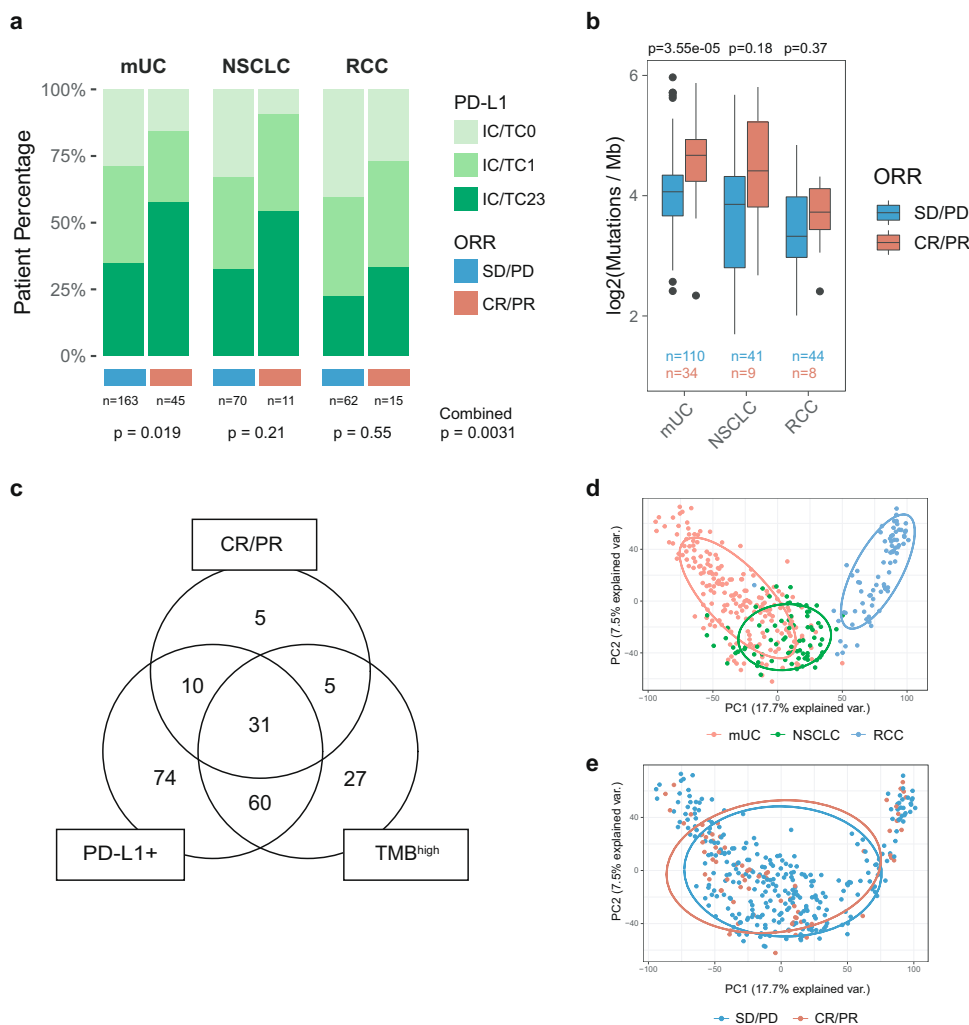 a
mUC NSCLC RCC
100%
75%
50%
25%
0%
Patient Percentage
PD-L1
IC/TC0
IC/TC1
IC/TC23
ORR
SD/PD
CR/PR
n=163 n=45 n=70 n=11 n=62 n=15
Combined
p = 0.019 p = 0.21 p = 0.55 p = 0.0031
b
p=3.55e-05 p=0.18 p=0.37
6
4
2
log2(Mutations / Mb)
n=110 n=41 n=44
n=34 n=9 n=8
mUC NSCLC RCC
ORR
SD/PD
CR/PR
c
CR/PR
5
10 5
31
74 27
60
PD-L1+ TMBhigh
d
40
0
−40
PC2 (7.5% explained var.)
−100 −50 0 50 100
PC1 (17.7% explained var.)
mUC NSCLC RCC
e
40
0
−40
PC2 (7.5% explained var.)
−100 −50 0 50 100
PC1 (17.7% explained var.)
SD/PD CR/PR